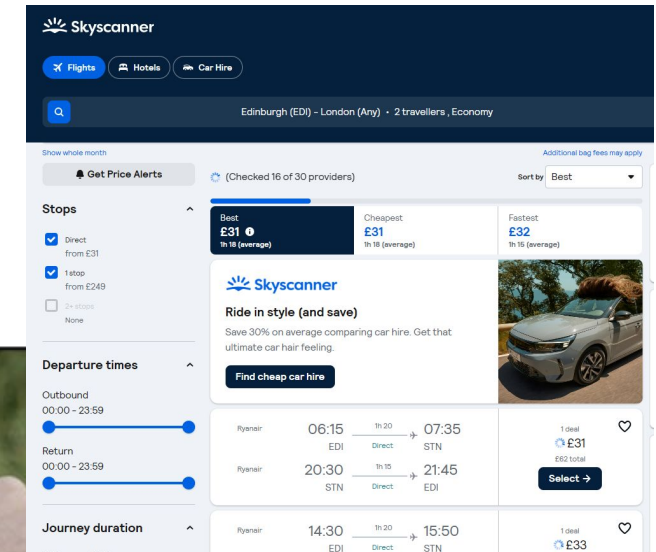 Skyscanner
Flights
Hotels
Car Hire
Edinburgh (EDI) – London (Any) • 2 travellers , Economy
Show whole month
Additional bag fees may apply
Get Price Alerts
(Checked 16 of 30 providers)
Sort by Best
Stops
Direct
from £31
1 stop
from £249
2+ stops
None
Best
£31
1h 18 (average)
Cheapest
£31
1h 18 (average)
Fastest
£32
1h 15 (average)
Skyscanner
Ride in style (and save)
Save 30% on average comparing car hire. Get that
ultimate car hair feeling.
Find cheap car hire
Departure times
Outbound
00:00 – 23:59
Return
00:00 – 23:59
Journey duration
Ryanair 06:15 1h 20 07:35
EDI Direct STN
Ryanair 20:30 1h 15 21:45
STN Direct EDI
1 deal
£31
£62 total
Select →
Ryanair 14:30 1h 20 15:50
EDI Direct STN
1 deal
£33